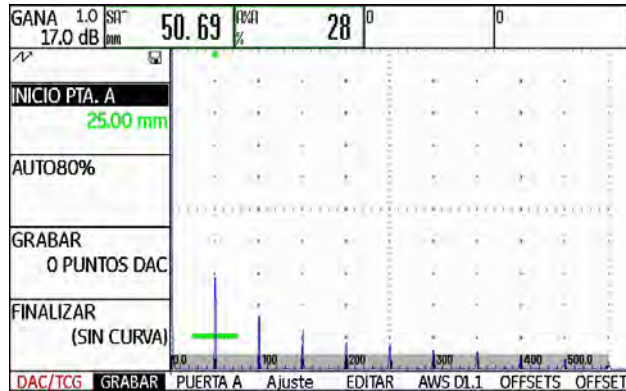 GANA 1.0
17.0 dB
SA^
mm
50.69
A%A
%
28
0
0
INICIO PTA. A
25.00 mm
AUTO80%
GRABAR
0 PUNTOS DAC
FINALIZAR
(SIN CURVA)
0.0 100 200 300 400 500.0
DAC/TCG GRABAR PUERTA A Ajuste EDITAR AWS D1.1 OFFSETS OFFSET